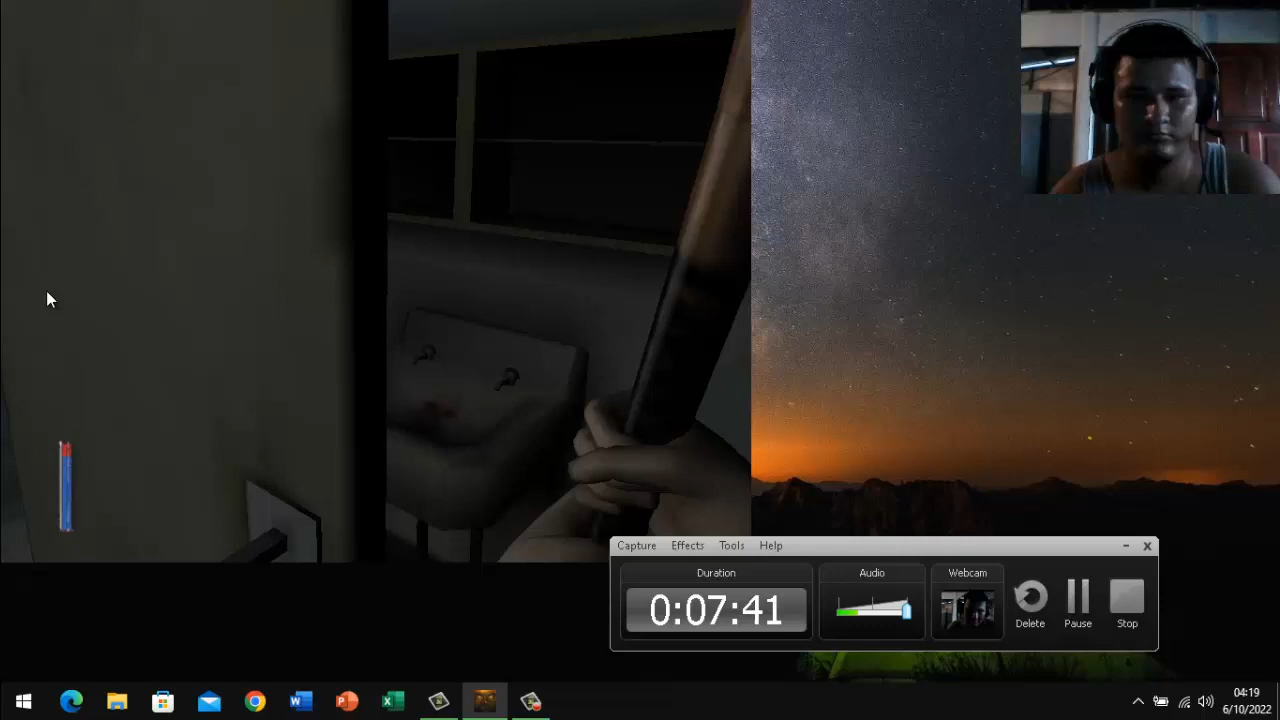 Capture Effects Tools Help
Duration Audio Webcam
0:07:41
Delete Pause Stop
04:19
6/10/2022